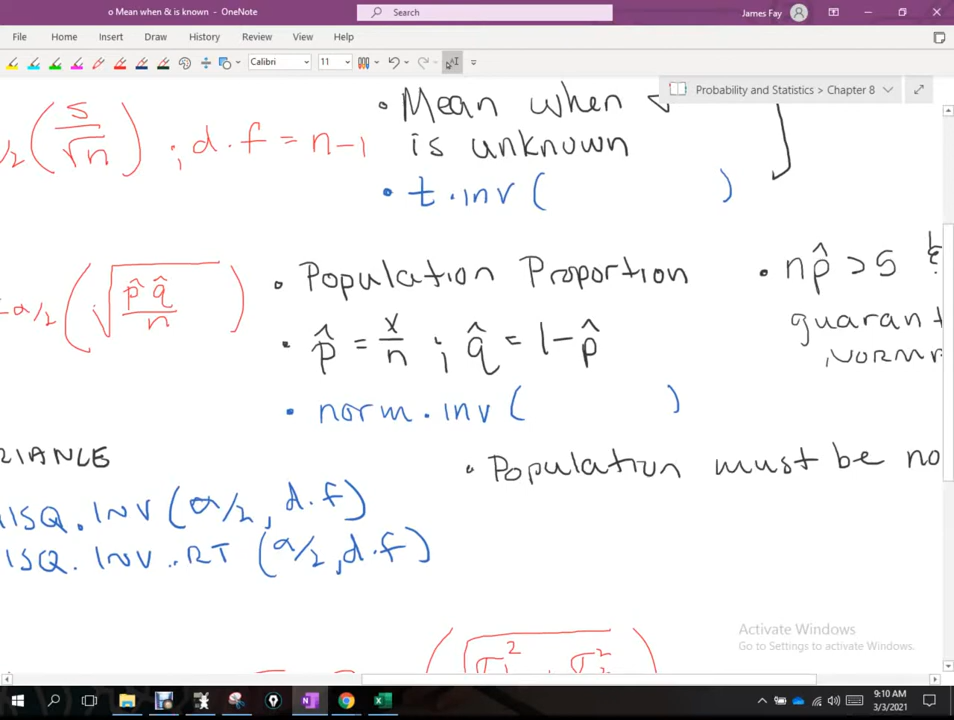 o Mean when & is known - OneNote
Search
James Fay
File Home Insert Draw History Review View Help
Calibri 11
Probability and Statistics > Chapter 8
/2 (s/√n) ; d.f = n-1
• Mean when
is unknown
• t.inv( )
-α/2 (√(p̂ q̂/n))
• Population Proportion
• np̂ > 5 &
• p̂ = x/n ; q̂ = 1-p̂
guarant
• norm.inv( )
RIANCE
• Population must be no
ISQ.INV (α/2, d.f)
ISQ.INV.RT (α/2, d.f)
Activate Windows
Go to Settings to activate Windows.
9:10 AM
3/3/2021